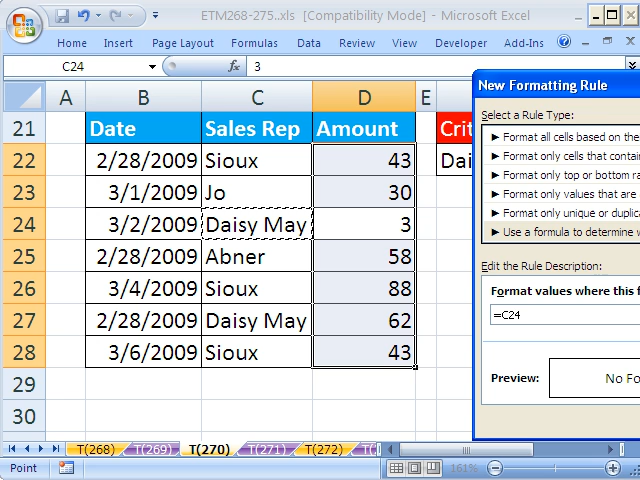 ETM268-275..xls [Compatibility Mode] - Microsoft Excel
Home Insert Page Layout Formulas Data Review View Developer Add-Ins
C24 fx 3
A B C D E
21 Date Sales Rep Amount
22 2/28/2009 Sioux 43
23 3/1/2009 Jo 30
24 3/2/2009 Daisy May 3
25 2/28/2009 Abner 58
26 3/4/2009 Sioux 88
27 2/28/2009 Daisy May 62
28 3/6/2009 Sioux 43
29
30
Crit
Dai
New Formatting Rule
Select a Rule Type:
► Format all cells based on the
► Format only cells that contai
► Format only top or bottom ra
► Format only values that are
► Format only unique or duplic
► Use a formula to determine w
Edit the Rule Description:
Format values where this f
=C24
Preview: No Fo
T(268) T(269) T(270) T(271) T(272) T(
Point 161%